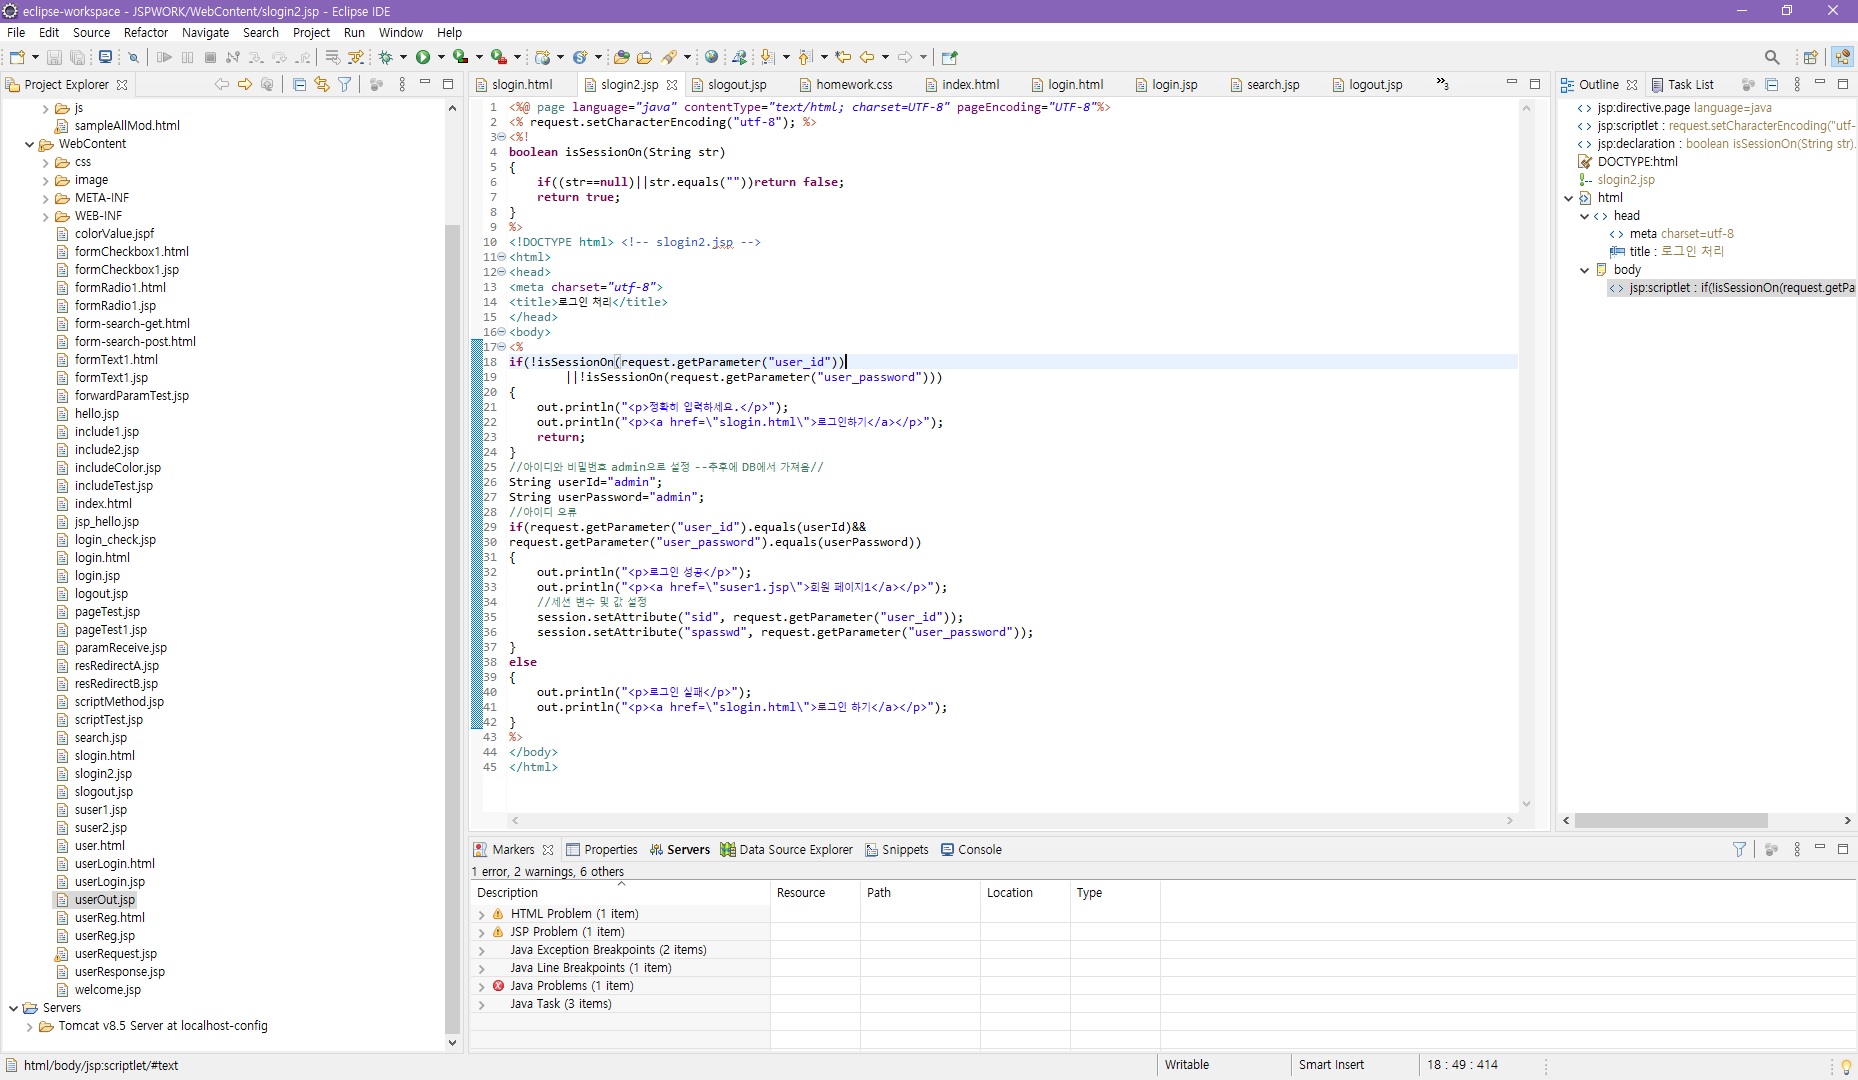 eclipse-workspace - JSPWORK/WebContent/slogin2.jsp - Eclipse IDE
File Edit Source Refactor Navigate Search Project Run Window Help
Project Explorer
js
sampleAllMod.html
WebContent
css
image
META-INF
WEB-INF
colorValue.jspf
formCheckbox1.html
formCheckbox1.jsp
formRadio1.html
formRadio1.jsp
form-search-get.html
form-search-post.html
formText1.html
formText1.jsp
forwardParamTest.jsp
hello.jsp
include1.jsp
include2.jsp
includeColor.jsp
includeTest.jsp
index.html
jsp_hello.jsp
login_check.jsp
login.html
login.jsp
logout.jsp
pageTest.jsp
pageTest1.jsp
paramReceive.jsp
resRedirectA.jsp
resRedirectB.jsp
scriptMethod.jsp
scriptTest.jsp
search.jsp
slogin.html
slogin2.jsp
slogout.jsp
suser1.jsp
suser2.jsp
user.html
userLogin.html
userLogin.jsp
userOut.jsp
userReg.html
userReg.jsp
userRequest.jsp
userResponse.jsp
welcome.jsp
Servers
Tomcat v8.5 Server at localhost-config
slogin.html slogin2.jsp slogout.jsp homework.css index.html login.html login.jsp search.jsp logout.jsp »3
1 <%@ page language="java" contentType="text/html; charset=UTF-8" pageEncoding="UTF-8"%>
2 <% request.setCharacterEncoding("utf-8"); %>
3 <%!
4 boolean isSessionOn(String str)
5 {
6 if((str==null)||str.equals(""))return false;
7 return true;
8 }
9 %>
10 <!DOCTYPE html> <!-- slogin2.jsp -->
11 <html>
12 <head>
13 <meta charset="utf-8">
14 <title>로그인 처리</title>
15 </head>
16 <body>
17 <%
18 if(!isSessionOn(request.getParameter("user_id"))
19 ||!isSessionOn(request.getParameter("user_password")))
20 {
21 out.println("<p>정확히 입력하세요.</p>");
22 out.println("<p><a href=\"slogin.html\">로그인하기</a></p>");
23 return;
24 }
25 //아이디와 비밀번호 admin으로 설정 --추후에 DB에서 가져옴//
26 String userId="admin";
27 String userPassword="admin";
28 //아이디 오류
29 if(request.getParameter("user_id").equals(userId)&&
30 request.getParameter("user_password").equals(userPassword))
31 {
32 out.println("<p>로그인 성공</p>");
33 out.println("<p><a href=\"suser1.jsp\">회원 페이지1</a></p>");
34 //세션 변수 및 값 설정
35 session.setAttribute("sid", request.getParameter("user_id"));
36 session.setAttribute("spasswd", request.getParameter("user_password"));
37 }
38 else
39 {
40 out.println("<p>로그인 실패</p>");
41 out.println("<p><a href=\"slogin.html\">로그인 하기</a></p>");
42 }
43 %>
44 </body>
45 </html>
Outline Task List
jsp:directive.page language=java
jsp:scriptlet : request.setCharacterEncoding("utf-
jsp:declaration : boolean isSessionOn(String str).
DOCTYPE:html
slogin2.jsp
html
head
meta charset=utf-8
title : 로그인 처리
body
jsp:scriptlet : if(!isSessionOn(request.getPa
Markers Properties Servers Data Source Explorer Snippets Console
1 error, 2 warnings, 6 others
Description Resource Path Location Type
HTML Problem (1 item)
JSP Problem (1 item)
Java Exception Breakpoints (2 items)
Java Line Breakpoints (1 item)
Java Problems (1 item)
Java Task (3 items)
html/body/jsp:scriptlet/#text Writable Smart Insert 18 : 49 : 414